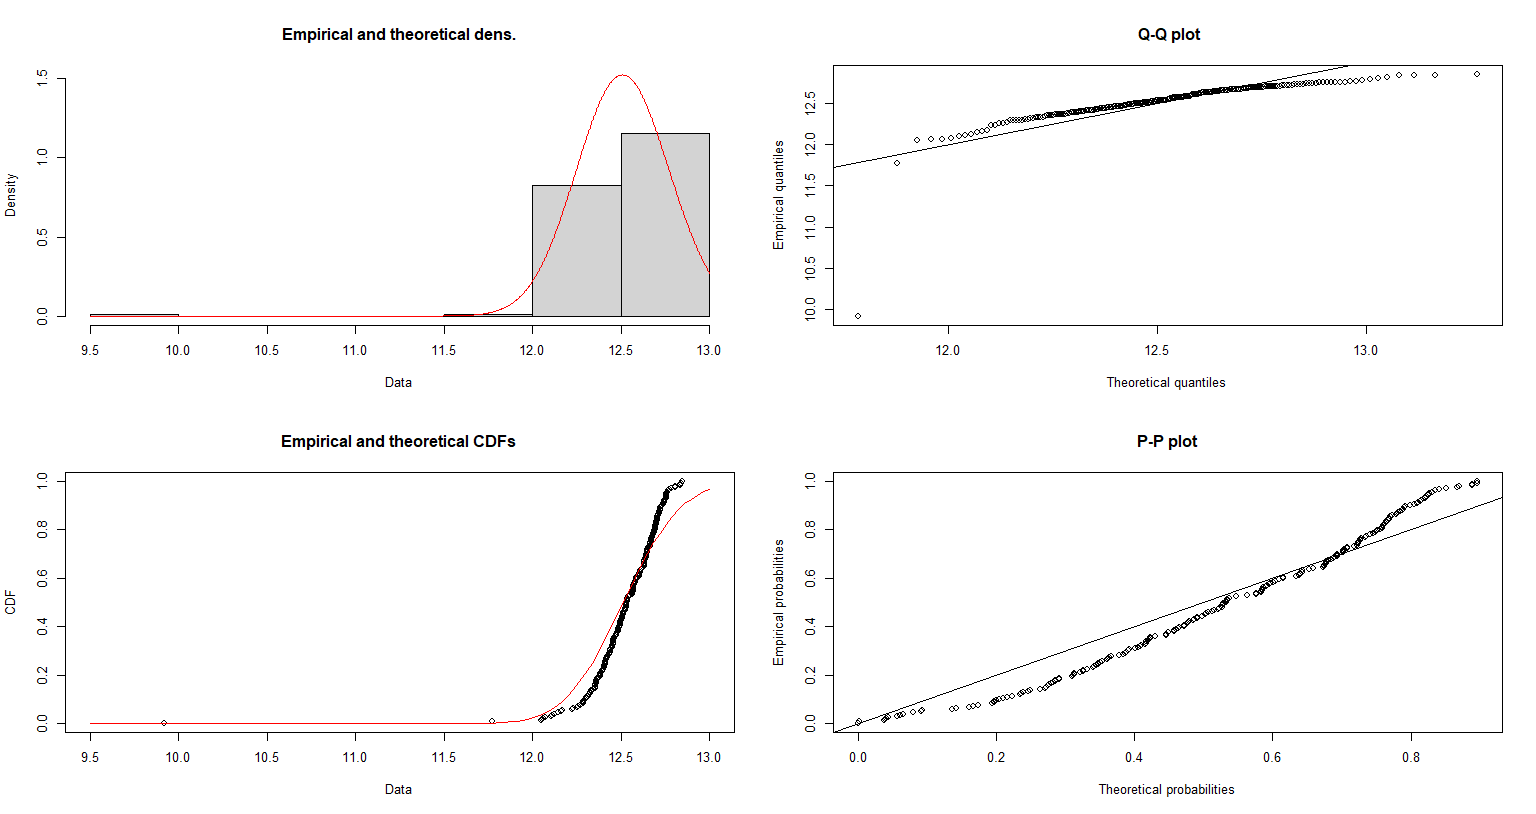 Empirical and theoretical dens.
Density
0.0 0.5 1.0 1.5
9.5 10.0 10.5 11.0 11.5 12.0 12.5 13.0
Data
Q-Q plot
Empirical quantiles
10.0 10.5 11.0 11.5 12.0 12.5
12.0 12.5 13.0
Theoretical quantiles
Empirical and theoretical CDFs
CDF
0.0 0.2 0.4 0.6 0.8 1.0
9.5 10.0 10.5 11.0 11.5 12.0 12.5 13.0
Data
P-P plot
Empirical probabilities
0.0 0.2 0.4 0.6 0.8 1.0
0.0 0.2 0.4 0.6 0.8
Theoretical probabilities